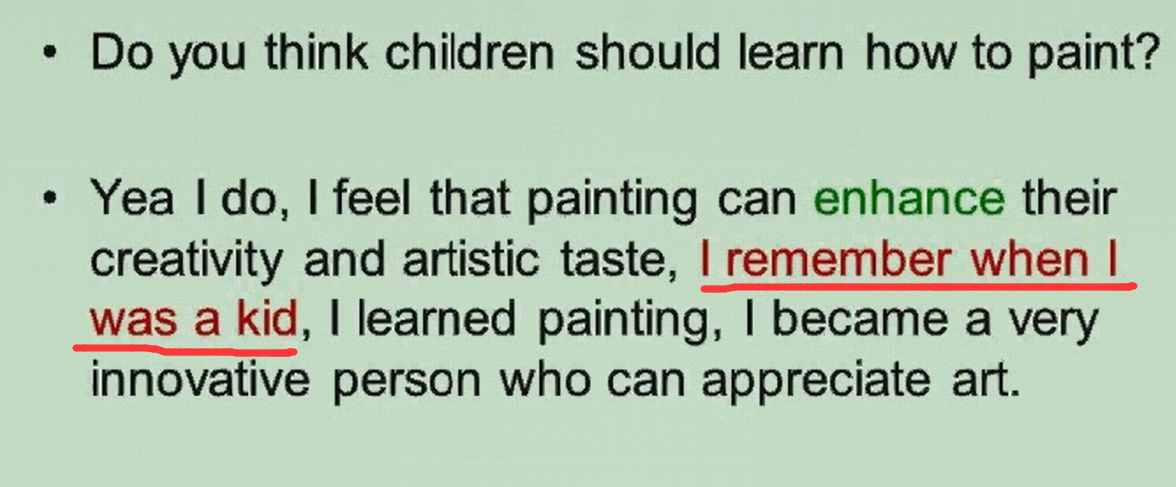 • Do you think children should learn how to paint?
• Yea I do, I feel that painting can enhance their
creativity and artistic taste, I remember when I
was a kid, I learned painting, I became a very
innovative person who can appreciate art.